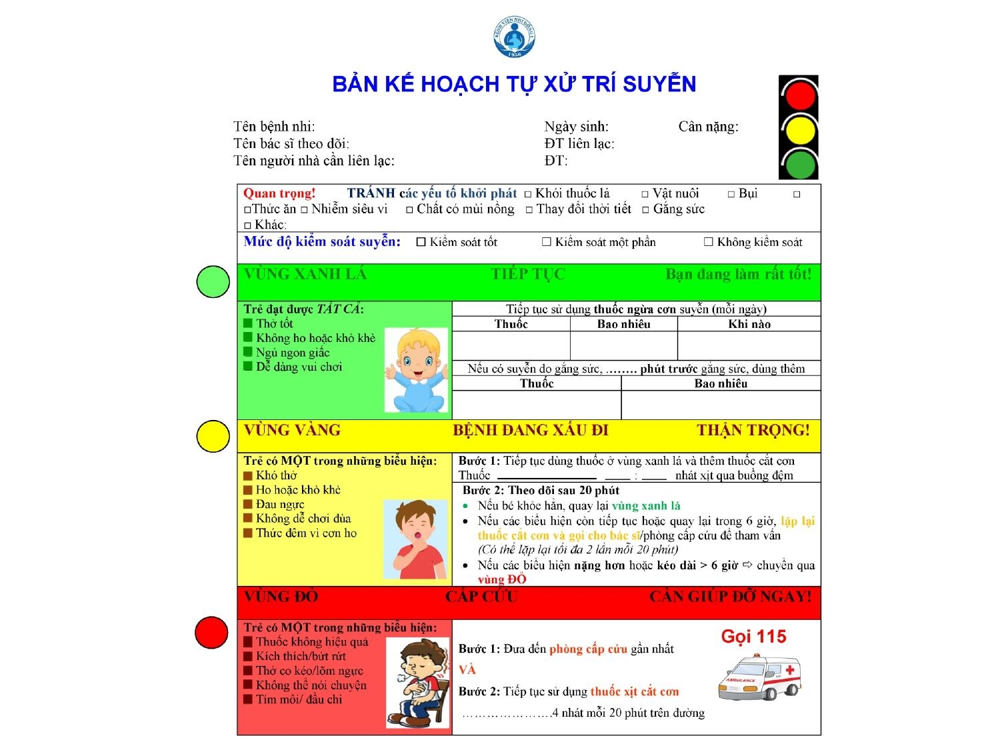 BỆNH VIỆN NHI ĐỒNG 1
1956
BẢN KẾ HOẠCH TỰ XỬ TRÍ SUYỄN
Tên bệnh nhi: Ngày sinh: Cân nặng:
Tên bác sĩ theo dõi: ĐT liên lạc:
Tên người nhà cần liên lạc: ĐT:
Quan trọng! TRÁNH các yếu tố khởi phát □ Khói thuốc lá □ Vật nuôi □ Bụi □
□Thức ăn □ Nhiễm siêu vi □ Chất có mùi nồng □ Thay đổi thời tiết □ Gắng sức
□ Khác:
Mức độ kiểm soát suyễn: □ Kiểm soát tốt □ Kiểm soát một phần □ Không kiểm soát
VÙNG XANH LÁ TIẾP TỤC Bạn đang làm rất tốt!
Trẻ đạt được TẤT CẢ:
Thở tốt
Không ho hoặc khò khè
Ngủ ngon giấc
Dễ dàng vui chơi
Tiếp tục sử dụng thuốc ngừa cơn suyễn (mỗi ngày)
Thuốc Bao nhiêu Khi nào
Nếu có suyễn do gắng sức, ........ phút trước gắng sức, dùng thêm
Thuốc Bao nhiêu
VÙNG VÀNG BỆNH ĐANG XẤU ĐI THẬN TRỌNG!
Trẻ có MỘT trong những biểu hiện:
Khó thở
Ho hoặc khò khè
Đau ngực
Không dễ chơi đùa
Thức đêm vì cơn ho
Bước 1: Tiếp tục dùng thuốc ở vùng xanh lá và thêm thuốc cắt cơn
Thuốc ____________ ___ : ___ nhát xịt qua buồng đệm
Bước 2: Theo dõi sau 20 phút
• Nếu bé khỏe hẳn, quay lại vùng xanh lá
• Nếu các biểu hiện còn tiếp tục hoặc quay lại trong 6 giờ, lặp lại
thuốc cắt cơn và gọi cho bác sĩ/phòng cấp cứu để tham vấn
(Có thể lặp lại tối đa 2 lần mỗi 20 phút)
• Nếu các biểu hiện nặng hơn hoặc kéo dài > 6 giờ ⇨ chuyển qua
vùng ĐỎ
VÙNG ĐỎ CẤP CỨU CẦN GIÚP ĐỠ NGAY!
Trẻ có MỘT trong những biểu hiện:
Thuốc không hiệu quả
Kích thích/bứt rứt
Thở co kéo/lõm ngực
Không thể nói chuyện
Tím môi/ đầu chi
Gọi 115
AMBULANCE
Bước 1: Đưa đến phòng cấp cứu gần nhất
VÀ
Bước 2: Tiếp tục sử dụng thuốc xịt cắt cơn
………………….4 nhát mỗi 20 phút trên đường